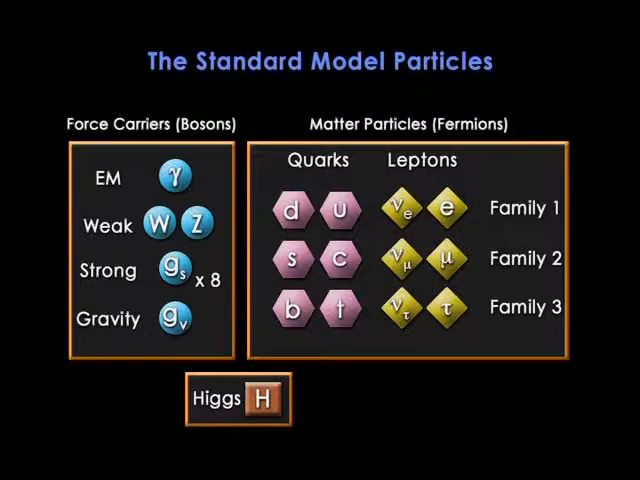 The Standard Model Particles
Force Carriers (Bosons)
EM γ
Weak W Z
Strong gs x 8
Gravity gν
Matter Particles (Fermions)
Quarks Leptons
d u νe e Family 1
s c νμ μ Family 2
b t ντ τ Family 3
Higgs H